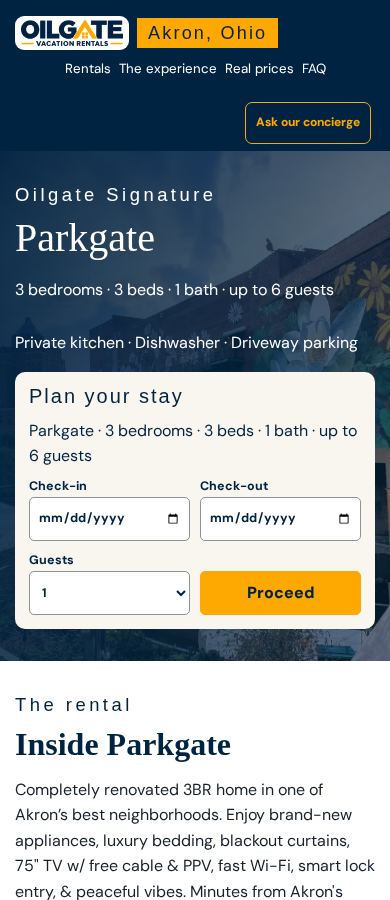 OILGATE
VACATION RENTALS
Akron, Ohio
Rentals The experience Real prices FAQ
Ask our concierge
Oilgate Signature
Parkgate
3 bedrooms · 3 beds · 1 bath · up to 6 guests
Private kitchen · Dishwasher · Driveway parking
Plan your stay
Parkgate · 3 bedrooms · 3 beds · 1 bath · up to
6 guests
Check-in Check-out
mm/dd/yyyy mm/dd/yyyy
Guests
1 Proceed
The rental
Inside Parkgate
Completely renovated 3BR home in one of
Akron’s best neighborhoods. Enjoy brand-new
appliances, luxury bedding, blackout curtains,
75" TV w/ free cable & PPV, fast Wi-Fi, smart lock
entry, & peaceful vibes. Minutes from Akron's